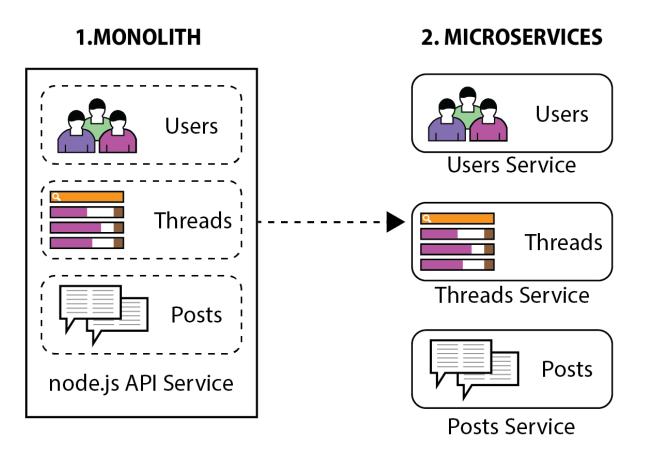 1.MONOLITH
Users
Threads
Posts
node.js API Service
2. MICROSERVICES
Users
Users Service
Threads
Threads Service
Posts
Posts Service